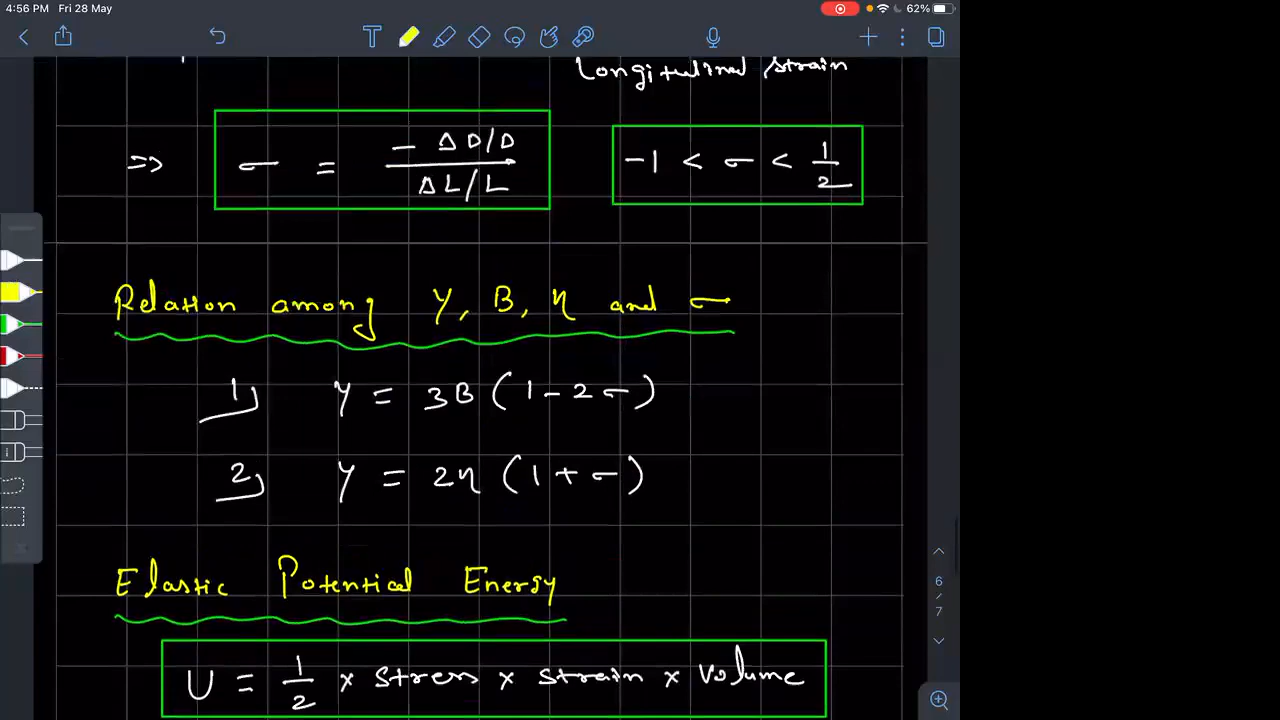 4:56 PM Fri 28 May
62%
Longitudinal strain
=> σ = - ΔD/D / ΔL/L
-1 < σ < 1/2
Relation among Y, B, η and σ
1) Y = 3B (1 - 2σ)
2) Y = 2η (1 + σ)
Elastic Potential Energy
U = 1/2 × stress × strain × volume
6 / 7